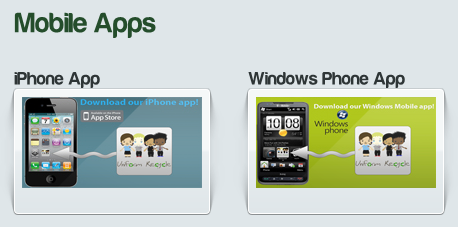 Mobile Apps
iPhone App
Windows Phone App
Download our iPhone app!
App Store
Uniform Recycle
Download our Windows Mobile app!
10 08
Windows
phone
Uniform Recycle